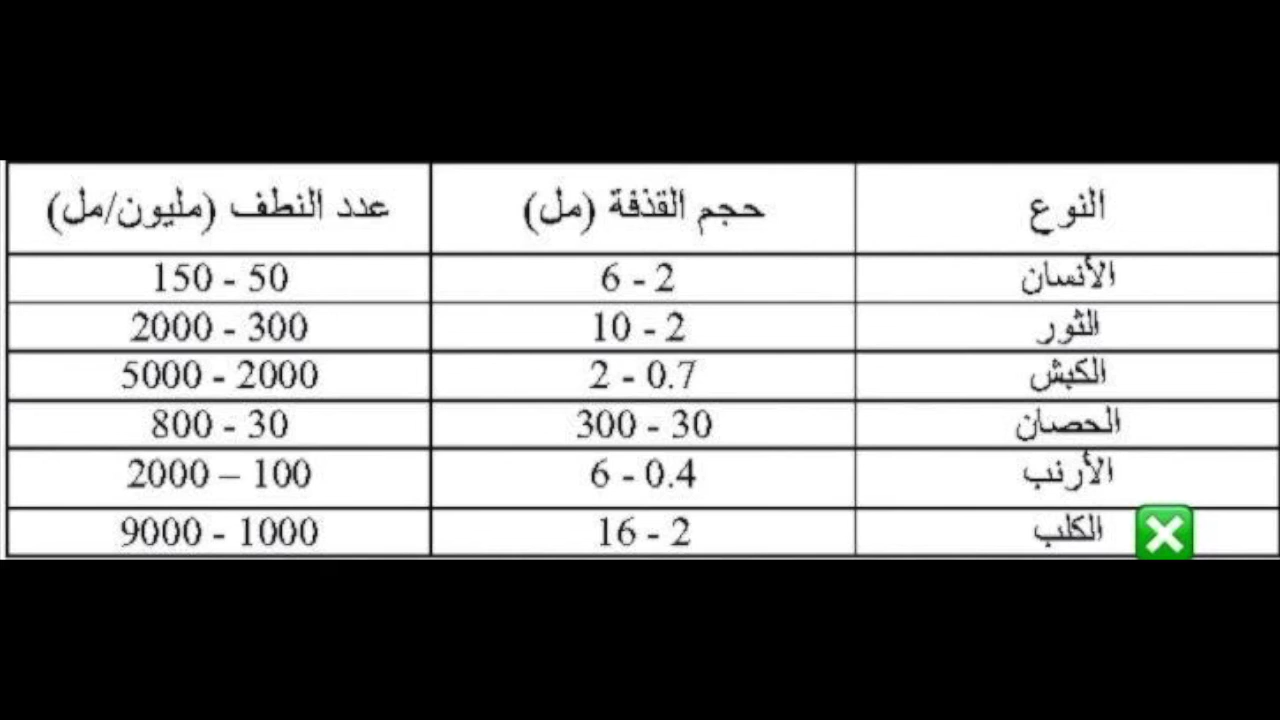 النوع حجم القذفة (مل) عدد النطف (مليون/مل)
الأنسان 2 - 6 50 - 150
الثور 2 - 10 300 - 2000
الكبش 0.7 - 2 2000 - 5000
الحصان 30 - 300 30 - 800
الأرنب 0.4 - 6 100 – 2000
الكلب 2 - 16 1000 - 9000